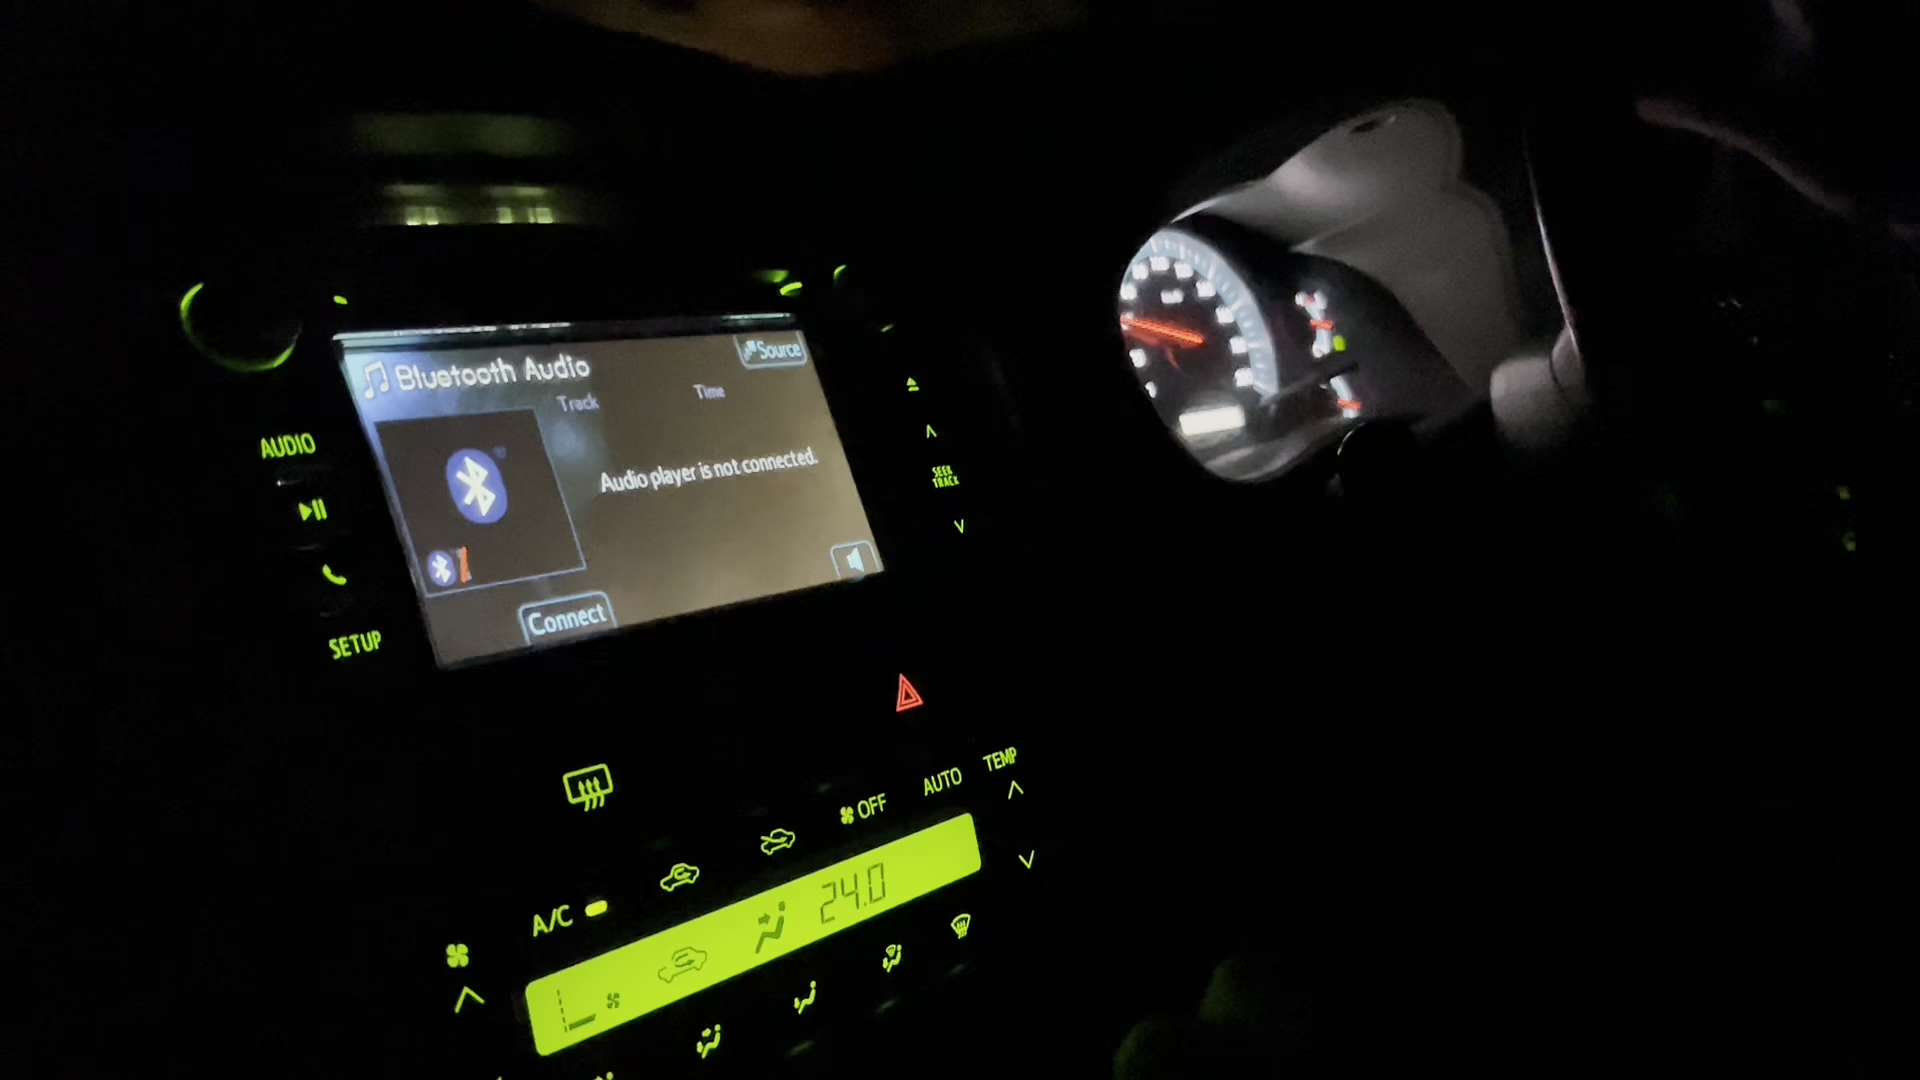 Bluetooth Audio
Source
Track
Time
Audio player is not connected.
Connect
AUDIO
SETUP
SEEK
TRACK
TEMP
AUTO
OFF
A/C
24.0